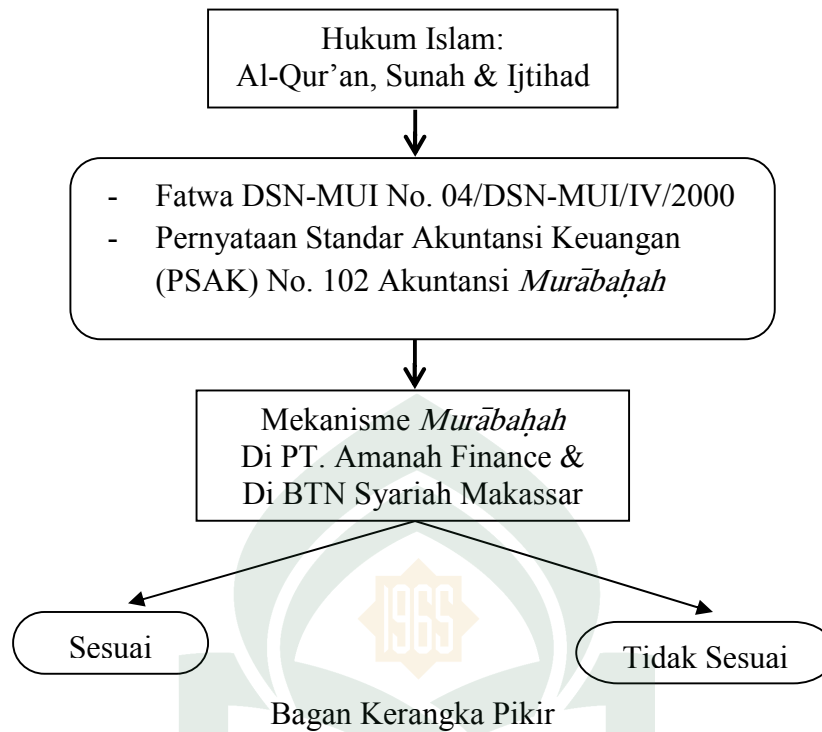 Hukum Islam:
Al-Qur'an, Sunah & Ijtihad
- Fatwa DSN-MUI No. 04/DSN-MUI/IV/2000
- Pernyataan Standar Akuntansi Keuangan
(PSAK) No. 102 Akuntansi Murābaḥah
Mekanisme Murābaḥah
Di PT. Amanah Finance &
Di BTN Syariah Makassar
1965
Sesuai
Tidak Sesuai
Bagan Kerangka Pikir